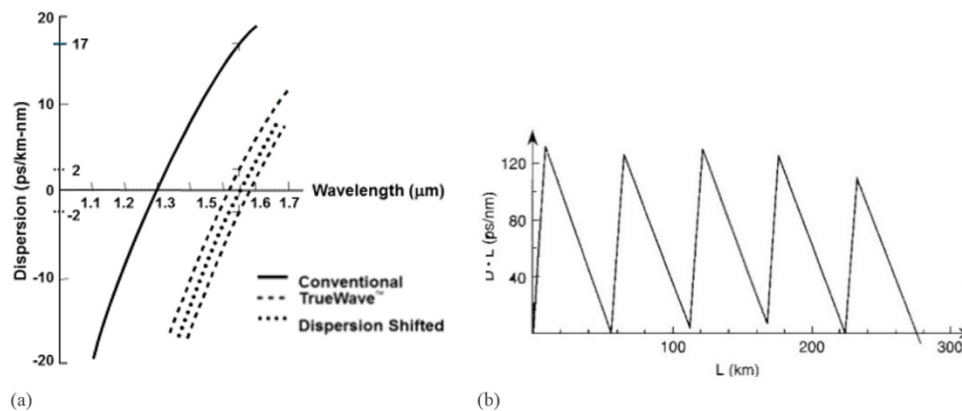 20
17
10
2
0
-2
-10
-20
Dispersion (ps/km-nm)
1.1 1.2 1.3 1.4 1.5 1.6 1.7
Wavelength (μm)
Conventional
TrueWave™
Dispersion Shifted
(a)
120
80
40
D · L (ps/nm)
100 200 300
L (km)
(b)